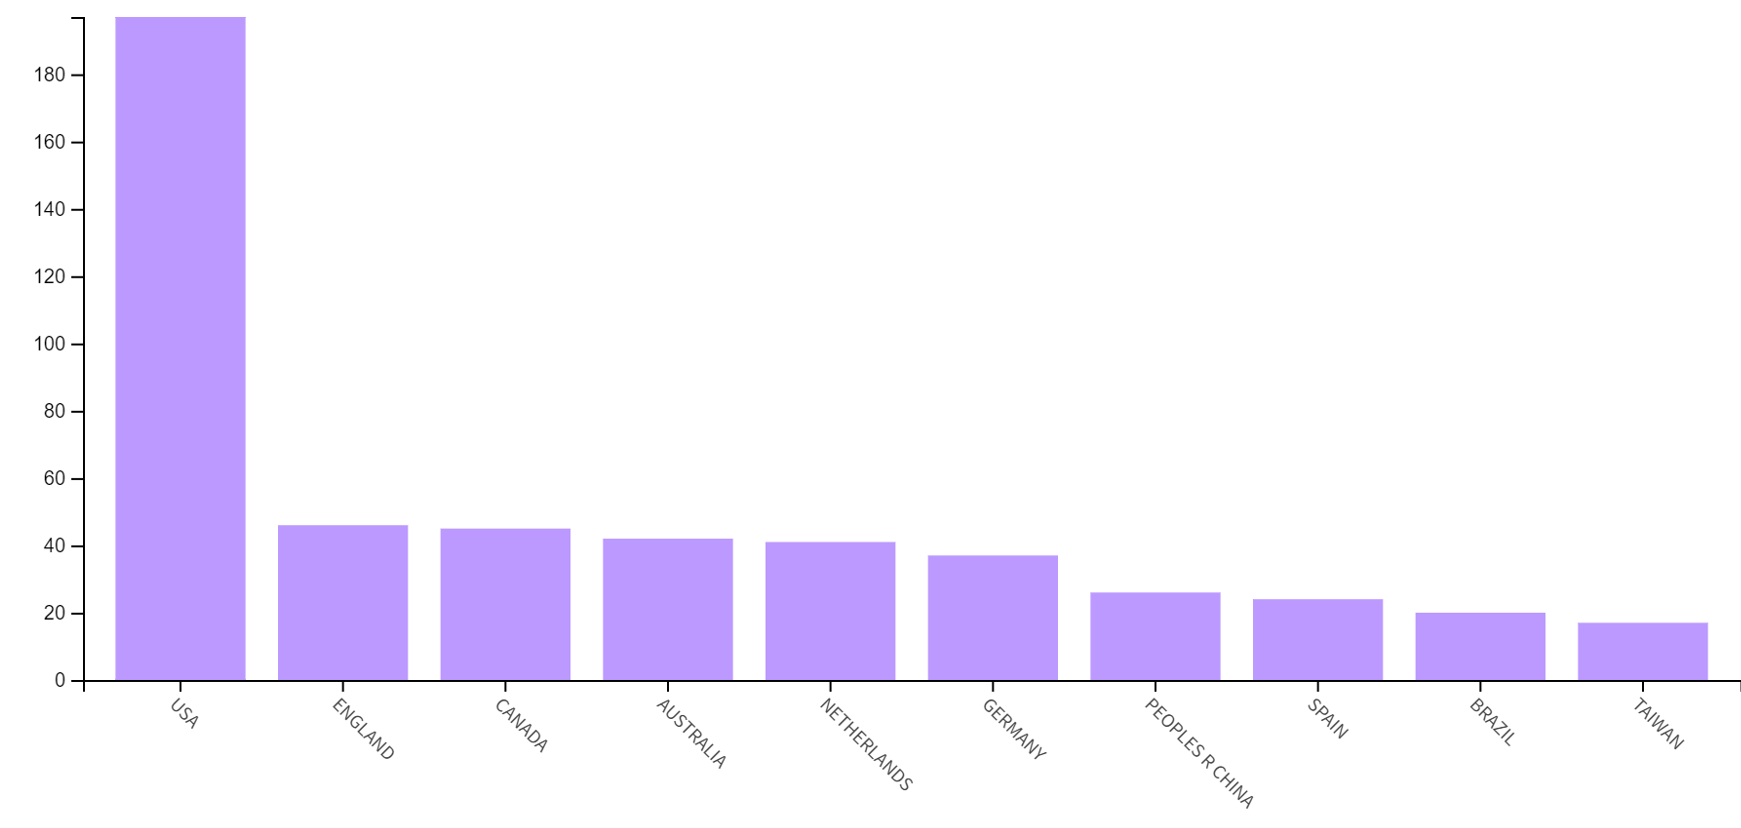 180
160
140
120
100
80
60
40
20
0
USA
ENGLAND
CANADA
AUSTRALIA
NETHERLANDS
GERMANY
PEOPLES R CHINA
SPAIN
BRAZIL
TAIWAN